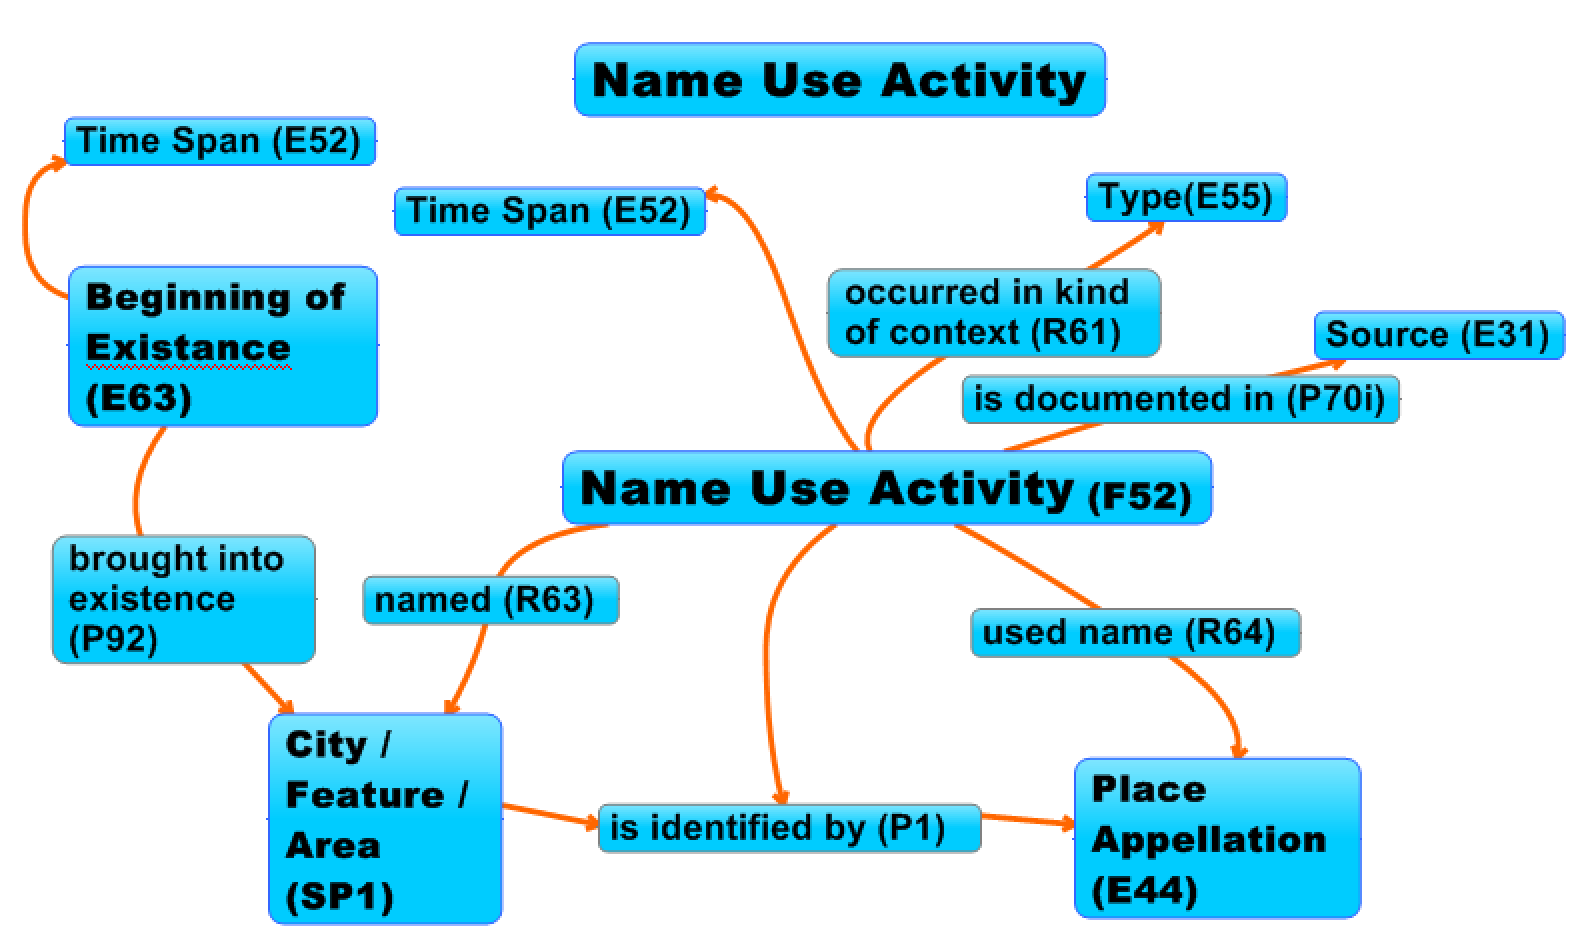 Name Use Activity
Time Span (E52)
Time Span (E52)
Type(E55)
Beginning of
Existance
(E63)
occurred in kind
of context (R61)
Source (E31)
is documented in (P70i)
Name Use Activity (F52)
brought into
existence
(P92)
named (R63)
used name (R64)
City /
Feature /
Area
(SP1)
is identified by (P1)
Place
Appellation
(E44)